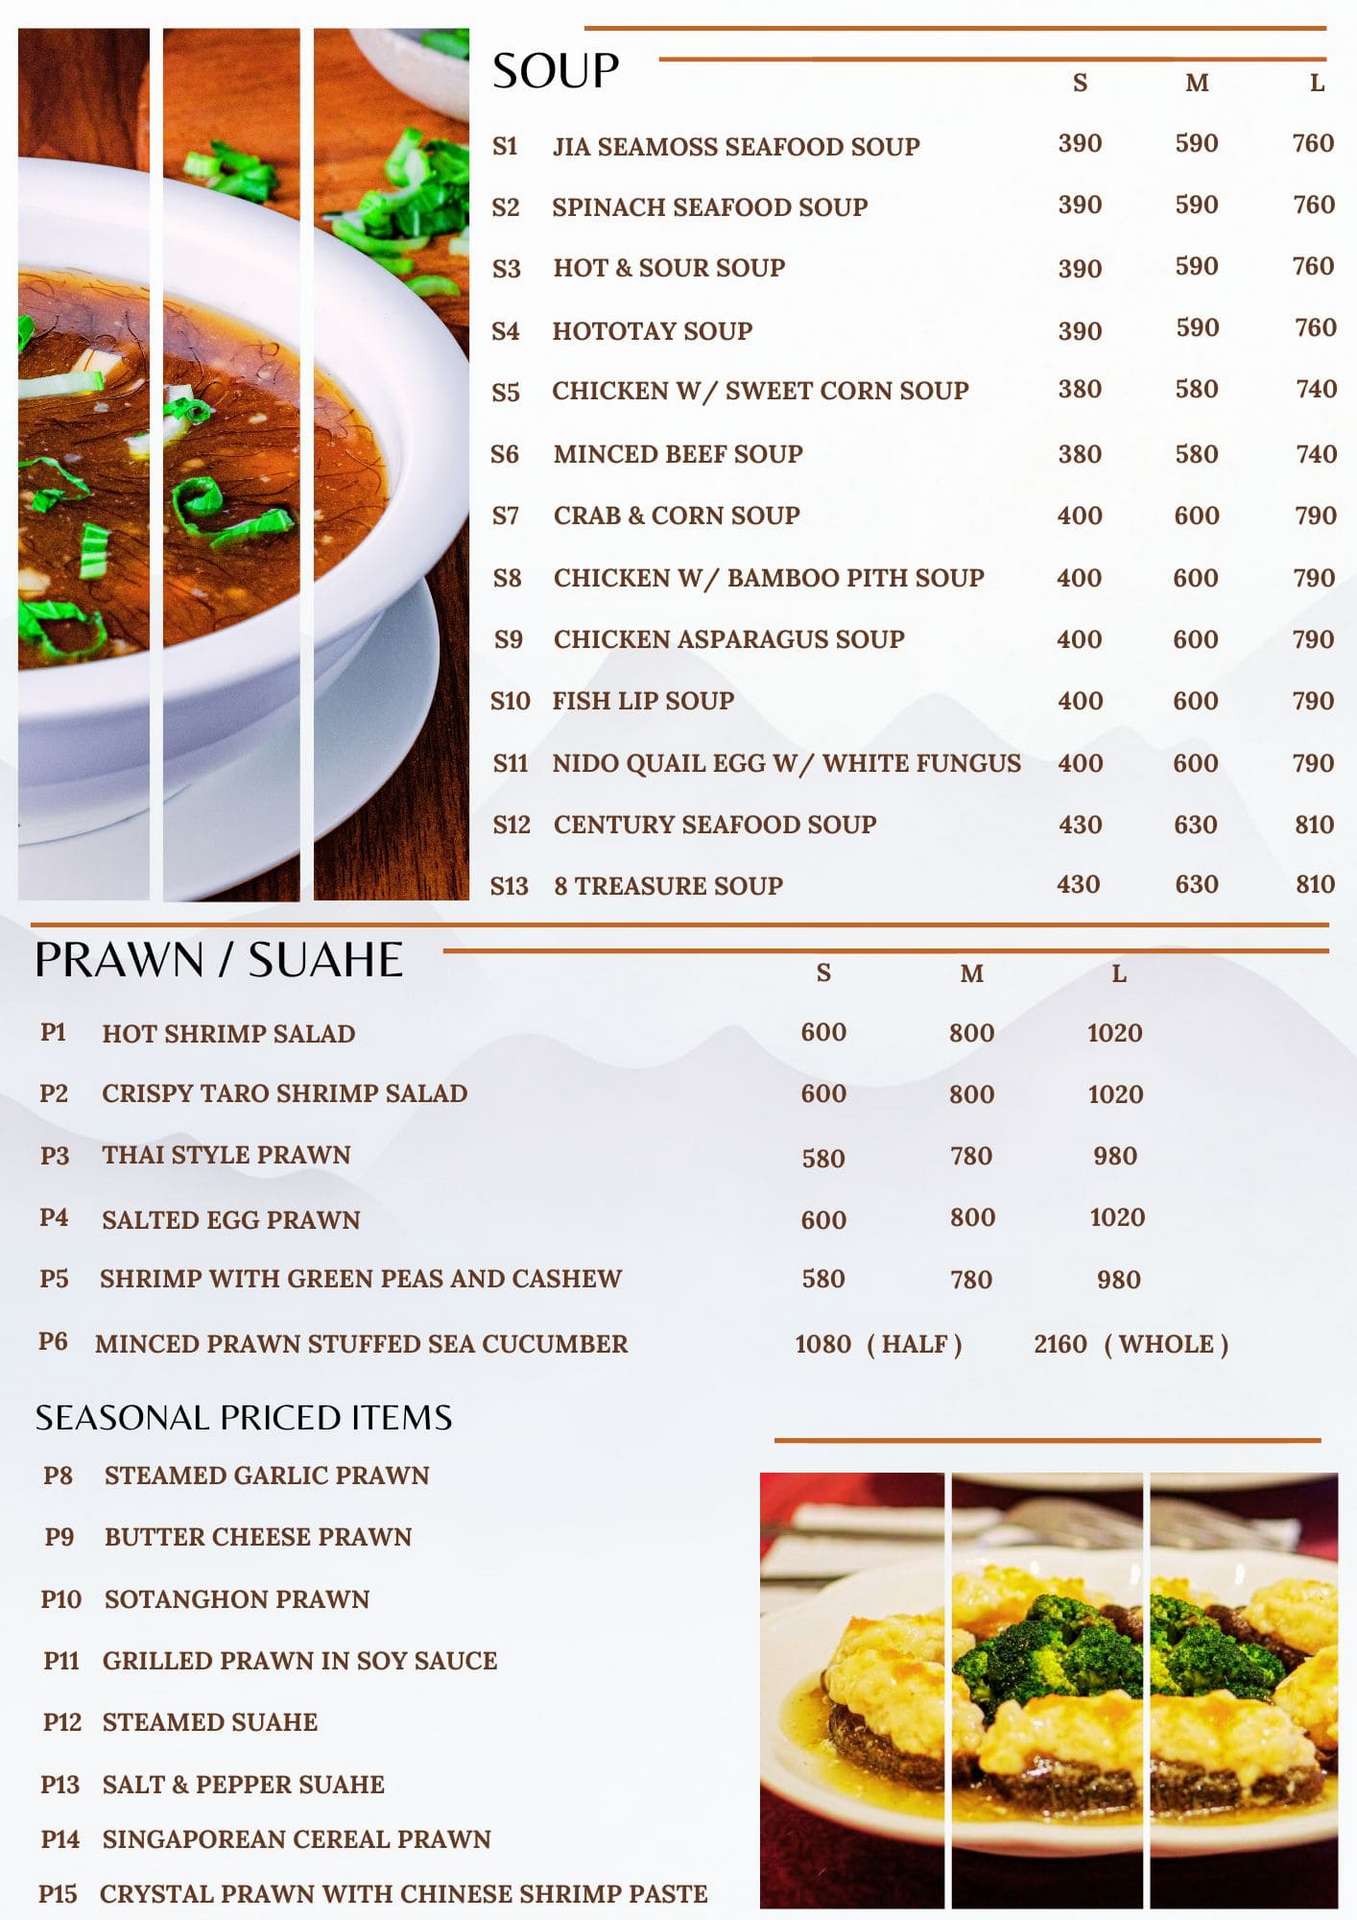 SOUP
S M L
S1 JIA SEAMOSS SEAFOOD SOUP 390 590 760
S2 SPINACH SEAFOOD SOUP 390 590 760
S3 HOT & SOUR SOUP 390 590 760
S4 HOTOTAY SOUP 390 590 760
S5 CHICKEN W/ SWEET CORN SOUP 380 580 740
S6 MINCED BEEF SOUP 380 580 740
S7 CRAB & CORN SOUP 400 600 790
S8 CHICKEN W/ BAMBOO PITH SOUP 400 600 790
S9 CHICKEN ASPARAGUS SOUP 400 600 790
S10 FISH LIP SOUP 400 600 790
S11 NIDO QUAIL EGG W/ WHITE FUNGUS 400 600 790
S12 CENTURY SEAFOOD SOUP 430 630 810
S13 8 TREASURE SOUP 430 630 810
PRAWN / SUAHE
S M L
P1 HOT SHRIMP SALAD 600 800 1020
P2 CRISPY TARO SHRIMP SALAD 600 800 1020
P3 THAI STYLE PRAWN 580 780 980
P4 SALTED EGG PRAWN 600 800 1020
P5 SHRIMP WITH GREEN PEAS AND CASHEW 580 780 980
P6 MINCED PRAWN STUFFED SEA CUCUMBER 1080 ( HALF ) 2160 ( WHOLE )
SEASONAL PRICED ITEMS
P8 STEAMED GARLIC PRAWN
P9 BUTTER CHEESE PRAWN
P10 SOTANGHON PRAWN
P11 GRILLED PRAWN IN SOY SAUCE
P12 STEAMED SUAHE
P13 SALT & PEPPER SUAHE
P14 SINGAPOREAN CEREAL PRAWN
P15 CRYSTAL PRAWN WITH CHINESE SHRIMP PASTE